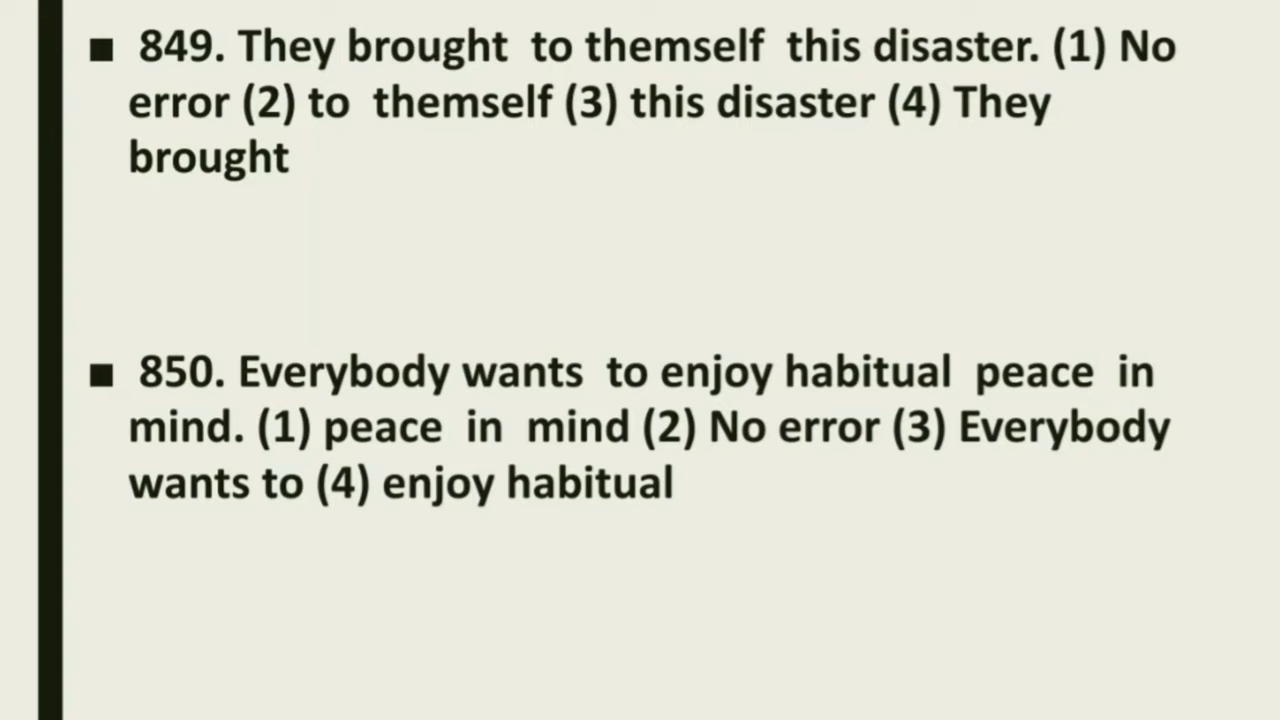 ■ 849. They brought to themself this disaster. (1) No
error (2) to themself (3) this disaster (4) They
brought
■ 850. Everybody wants to enjoy habitual peace in
mind. (1) peace in mind (2) No error (3) Everybody
wants to (4) enjoy habitual